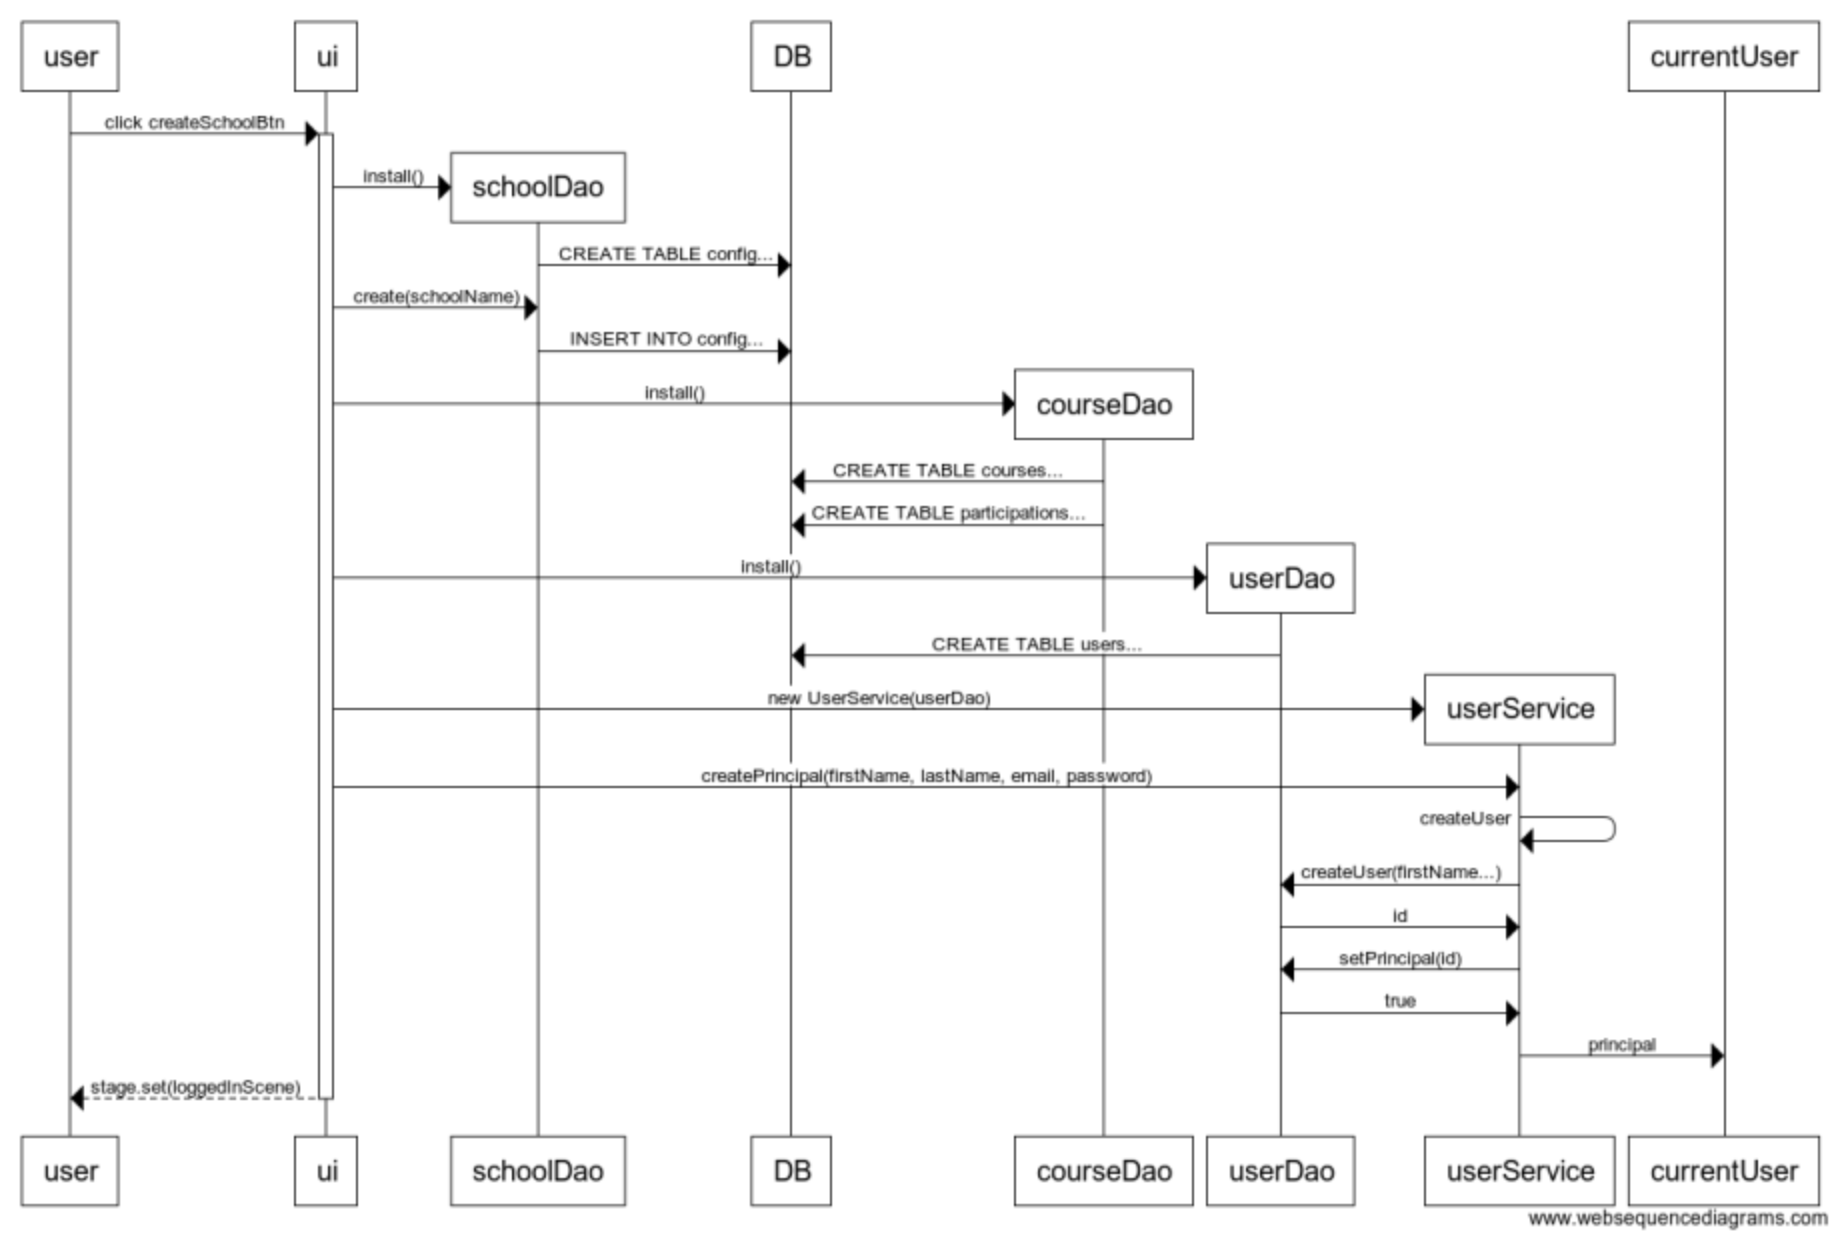 user
ui
DB
currentUser
click createSchoolBtn
install()
schoolDao
CREATE TABLE config...
create(schoolName)
INSERT INTO config...
install()
courseDao
CREATE TABLE courses...
CREATE TABLE participations...
install()
userDao
CREATE TABLE users...
new UserService(userDao)
userService
createPrincipal(firstName, lastName, email, password)
createUser
createUser(firstName...)
id
setPrincipal(id)
true
principal
stage.set(loggedInScene)
user
ui
schoolDao
DB
courseDao
userDao
userService
currentUser
www.websequencediagrams.com